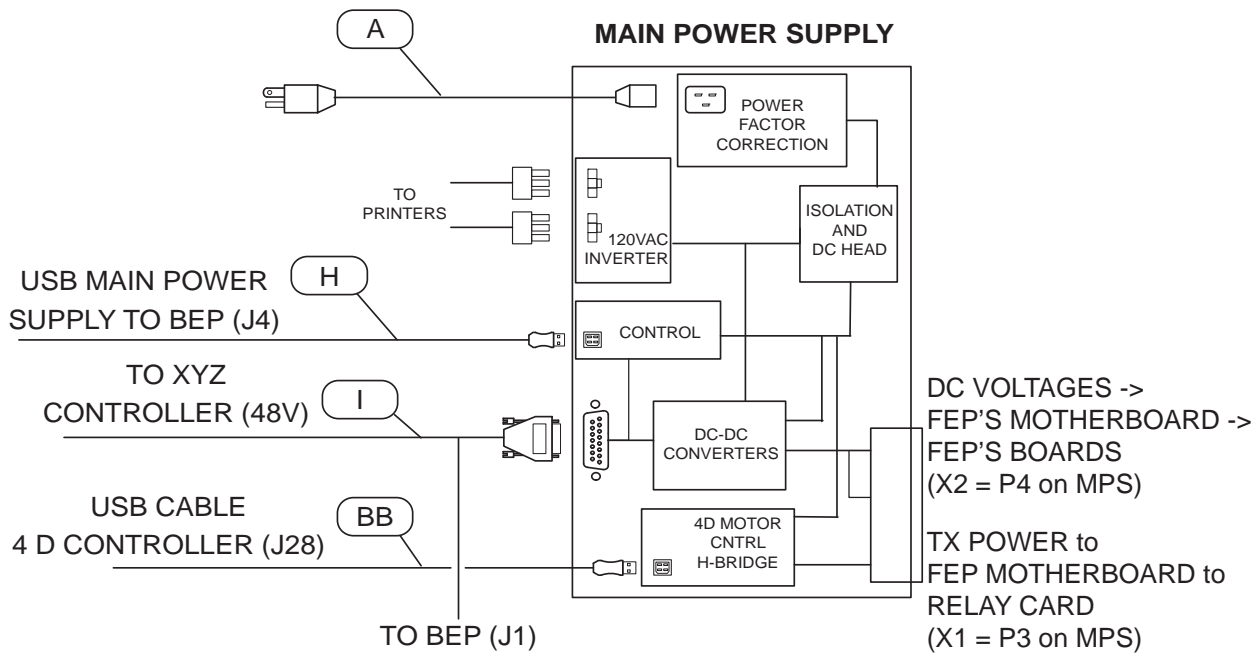 A
MAIN POWER SUPPLY
POWER
FACTOR
CORRECTION
TO
PRINTERS
120VAC
INVERTER
ISOLATION
AND
DC HEAD
USB MAIN POWER
SUPPLY TO BEP (J4)
H
CONTROL
TO XYZ
CONTROLLER (48V)
I
DC-DC
CONVERTERS
DC VOLTAGES ->
FEP'S MOTHERBOARD ->
FEP'S BOARDS
(X2 = P4 on MPS)
USB CABLE
4 D CONTROLLER (J28)
BB
4D MOTOR
CNTRL
H-BRIDGE
TX POWER to
FEP MOTHERBOARD to
RELAY CARD
(X1 = P3 on MPS)
TO BEP (J1)